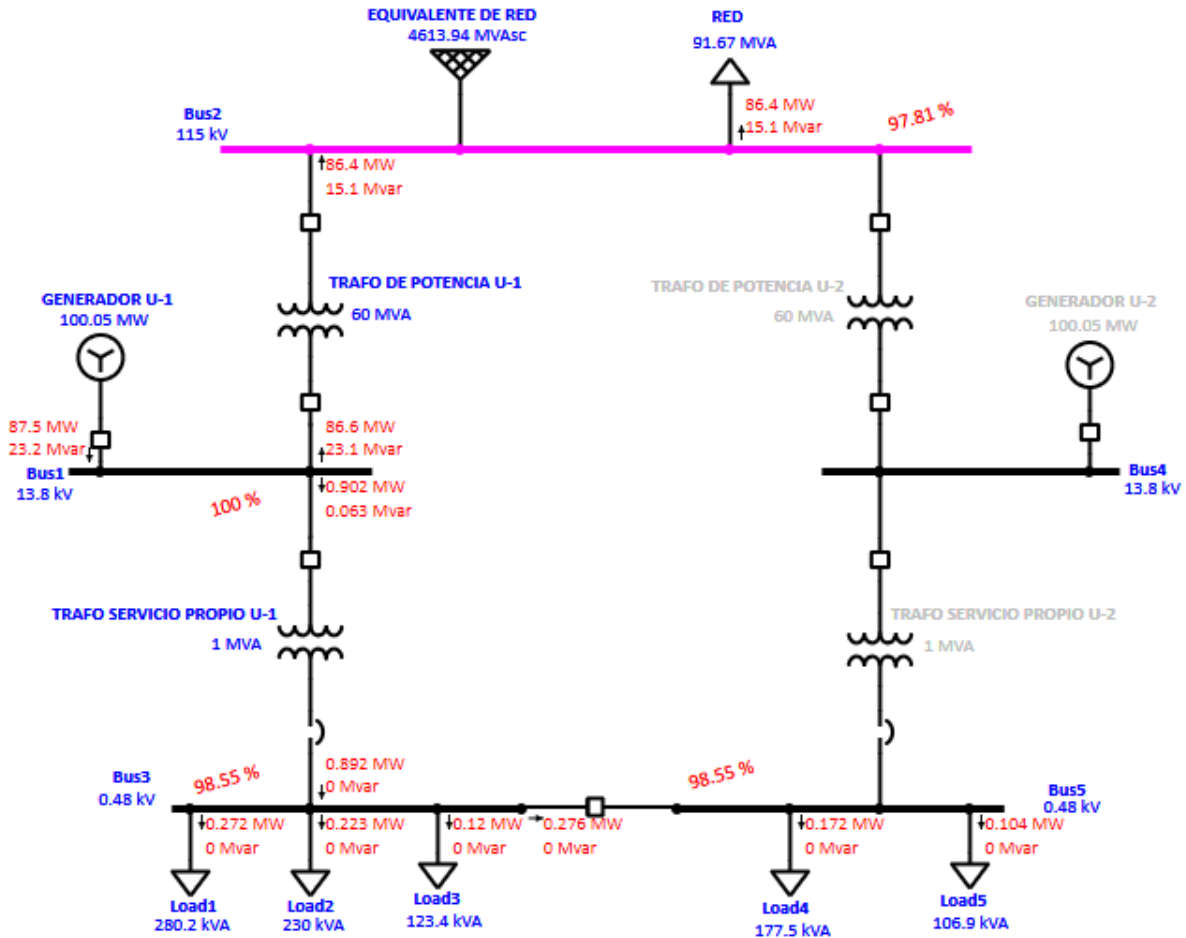 EQUIVALENTE DE RED
4613.94 MVAsc
RED
91.67 MVA
86.4 MW
15.1 Mvar
97.81 %
Bus2
115 kV
86.4 MW
15.1 Mvar
TRAFO DE POTENCIA U-1
60 MVA
TRAFO DE POTENCIA U-2
60 MVA
GENERADOR U-1
100.05 MW
GENERADOR U-2
100.05 MW
87.5 MW
23.2 Mvar
86.6 MW
23.1 Mvar
Bus1
13.8 kV
100 %
0.902 MW
0.063 Mvar
Bus4
13.8 kV
TRAFO SERVICIO PROPIO U-1
1 MVA
TRAFO SERVICIO PROPIO U-2
1 MVA
Bus3
0.48 kV
98.55 %
0.892 MW
0 Mvar
98.55 %
Bus5
0.48 kV
0.272 MW
0 Mvar
0.223 MW
0 Mvar
0.12 MW
0 Mvar
0.276 MW
0 Mvar
0.172 MW
0 Mvar
0.104 MW
0 Mvar
Load1
280.2 kVA
Load2
230 kVA
Load3
123.4 kVA
Load4
177.5 kVA
Load5
106.9 kVA